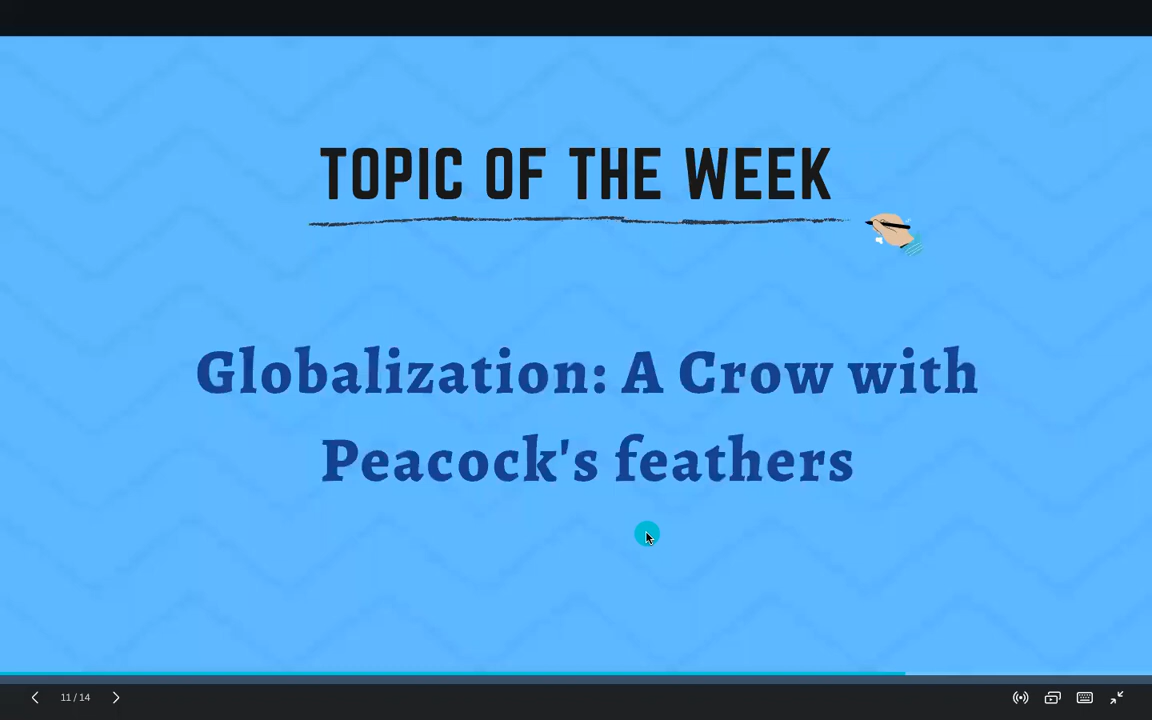 TOPIC OF THE WEEK
Globalization: A Crow with
Peacock's feathers
11 / 14